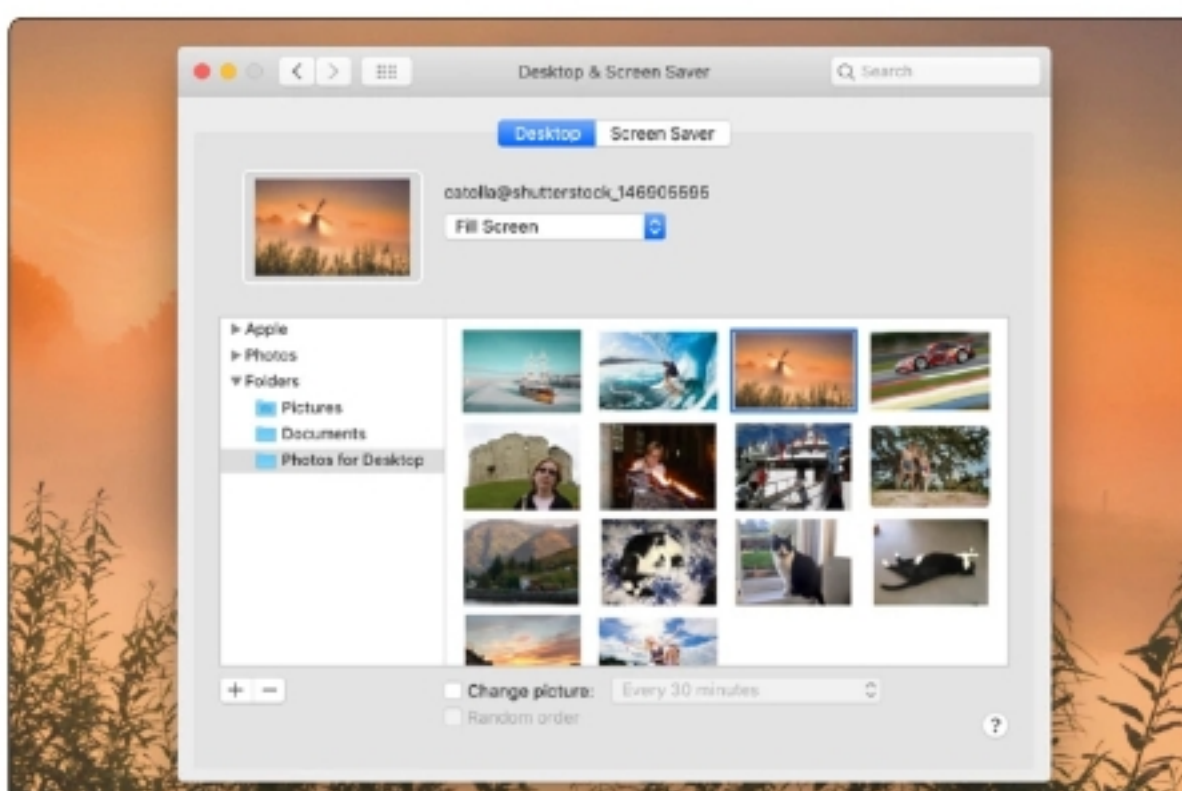 Desktop & Screen Saver
Search
Desktop
Screen Saver
catolla@shutterstock_146905595
Fill Screen
Apple
Photos
Folders
Pictures
Documents
Photos for Desktop
+ −
Change picture: Every 30 minutes
Random order
?